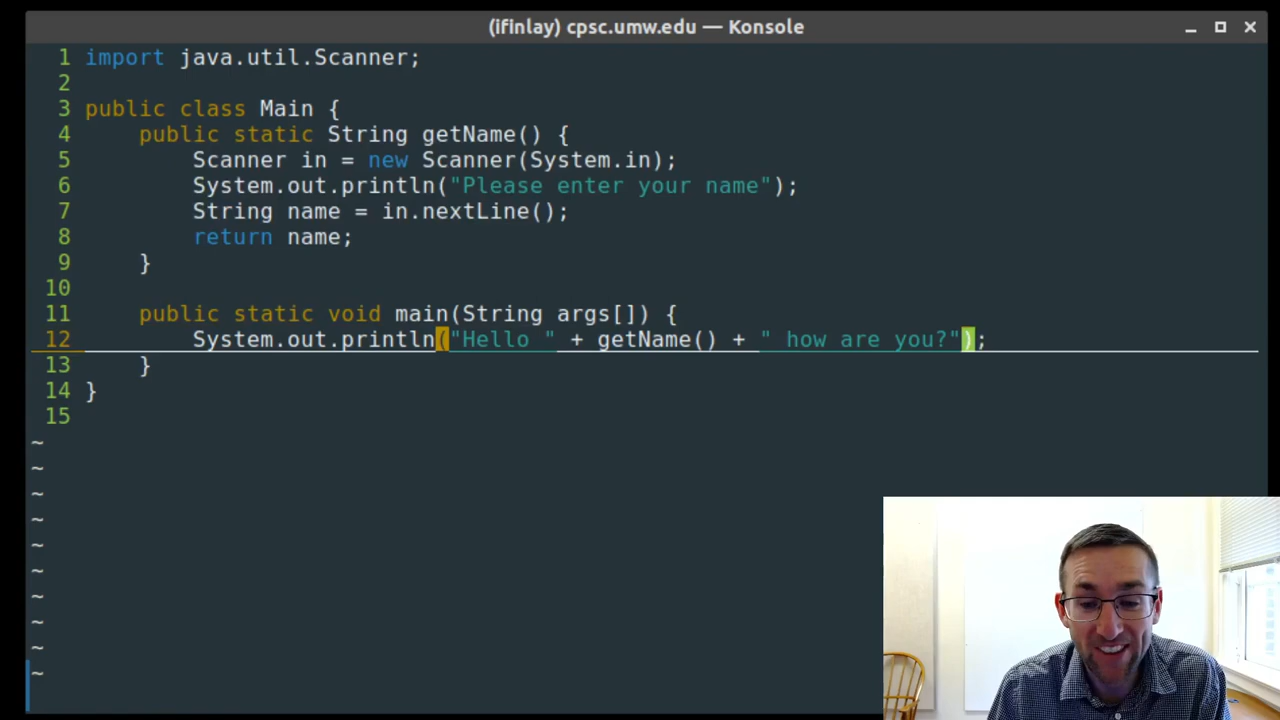 (ifinlay) cpsc.umw.edu — Konsole
1 import java.util.Scanner;
2
3 public class Main {
4     public static String getName() {
5         Scanner in = new Scanner(System.in);
6         System.out.println("Please enter your name");
7         String name = in.nextLine();
8         return name;
9     }
10
11     public static void main(String args[]) {
12         System.out.println("Hello " + getName() + " how are you?");
13     }
14 }
15
~
~
~
~
~
~
~
~
~
~